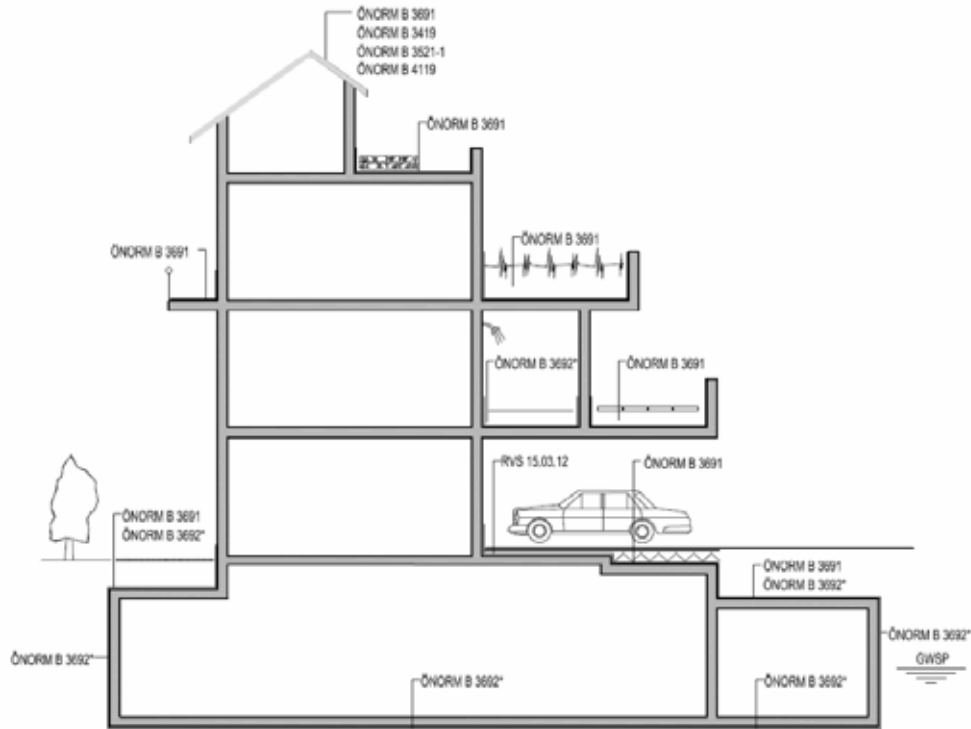 ÖNORM B 3691
ÖNORM B 3419
ÖNORM B 3521-1
ÖNORM B 4119
ÖNORM B 3691
ÖNORM B 3691
ÖNORM B 3691
ÖNORM B 3692*
ÖNORM B 3691
RVS 15.03.12
ÖNORM B 3691
ÖNORM B 3691
ÖNORM B 3692*
ÖNORM B 3691
ÖNORM B 3692*
ÖNORM B 3692*
ÖNORM B 3692*
GWSP
ÖNORM B 3692*
ÖNORM B 3692*